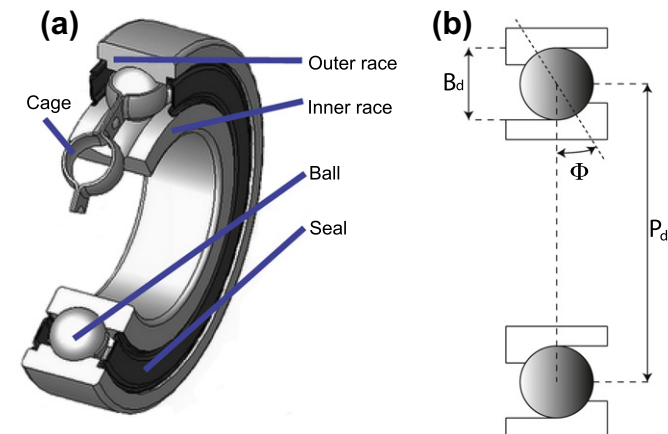 (a)
Outer race
Cage
Inner race
Ball
Seal
(b)
Bd
Φ
Pd